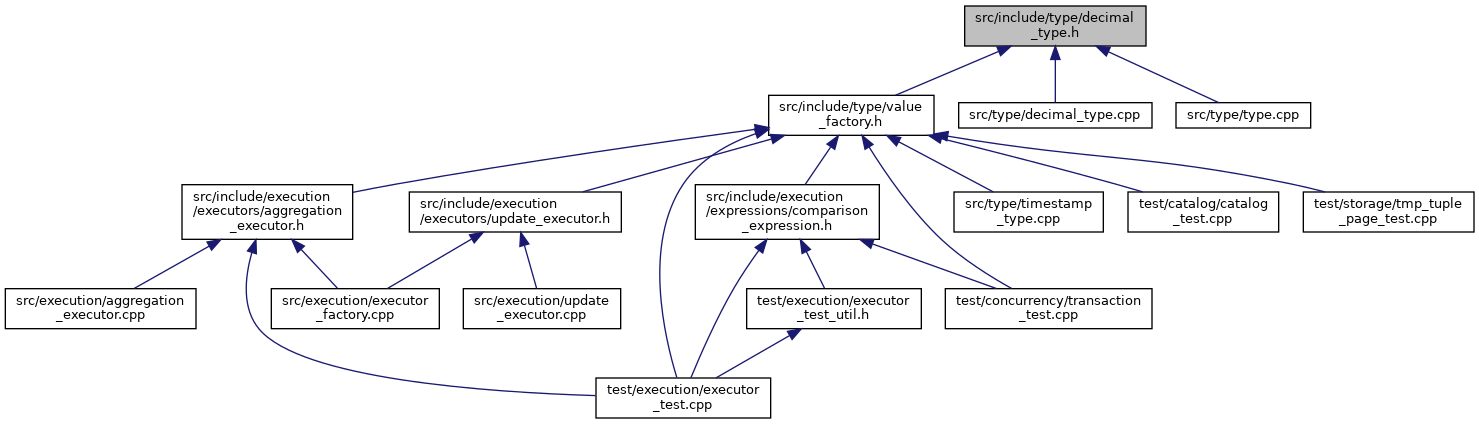 src/include/type/decimal
_type.h
src/include/type/value
_factory.h
src/type/decimal_type.cpp
src/type/type.cpp
src/include/execution
/executors/aggregation
_executor.h
src/include/execution
/executors/update_executor.h
src/include/execution
/expressions/comparison
_expression.h
src/type/timestamp
_type.cpp
test/catalog/catalog
_test.cpp
test/storage/tmp_tuple
_page_test.cpp
src/execution/aggregation
_executor.cpp
src/execution/executor
_factory.cpp
src/execution/update
_executor.cpp
test/execution/executor
_test_util.h
test/concurrency/transaction
_test.cpp
test/execution/executor
_test.cpp